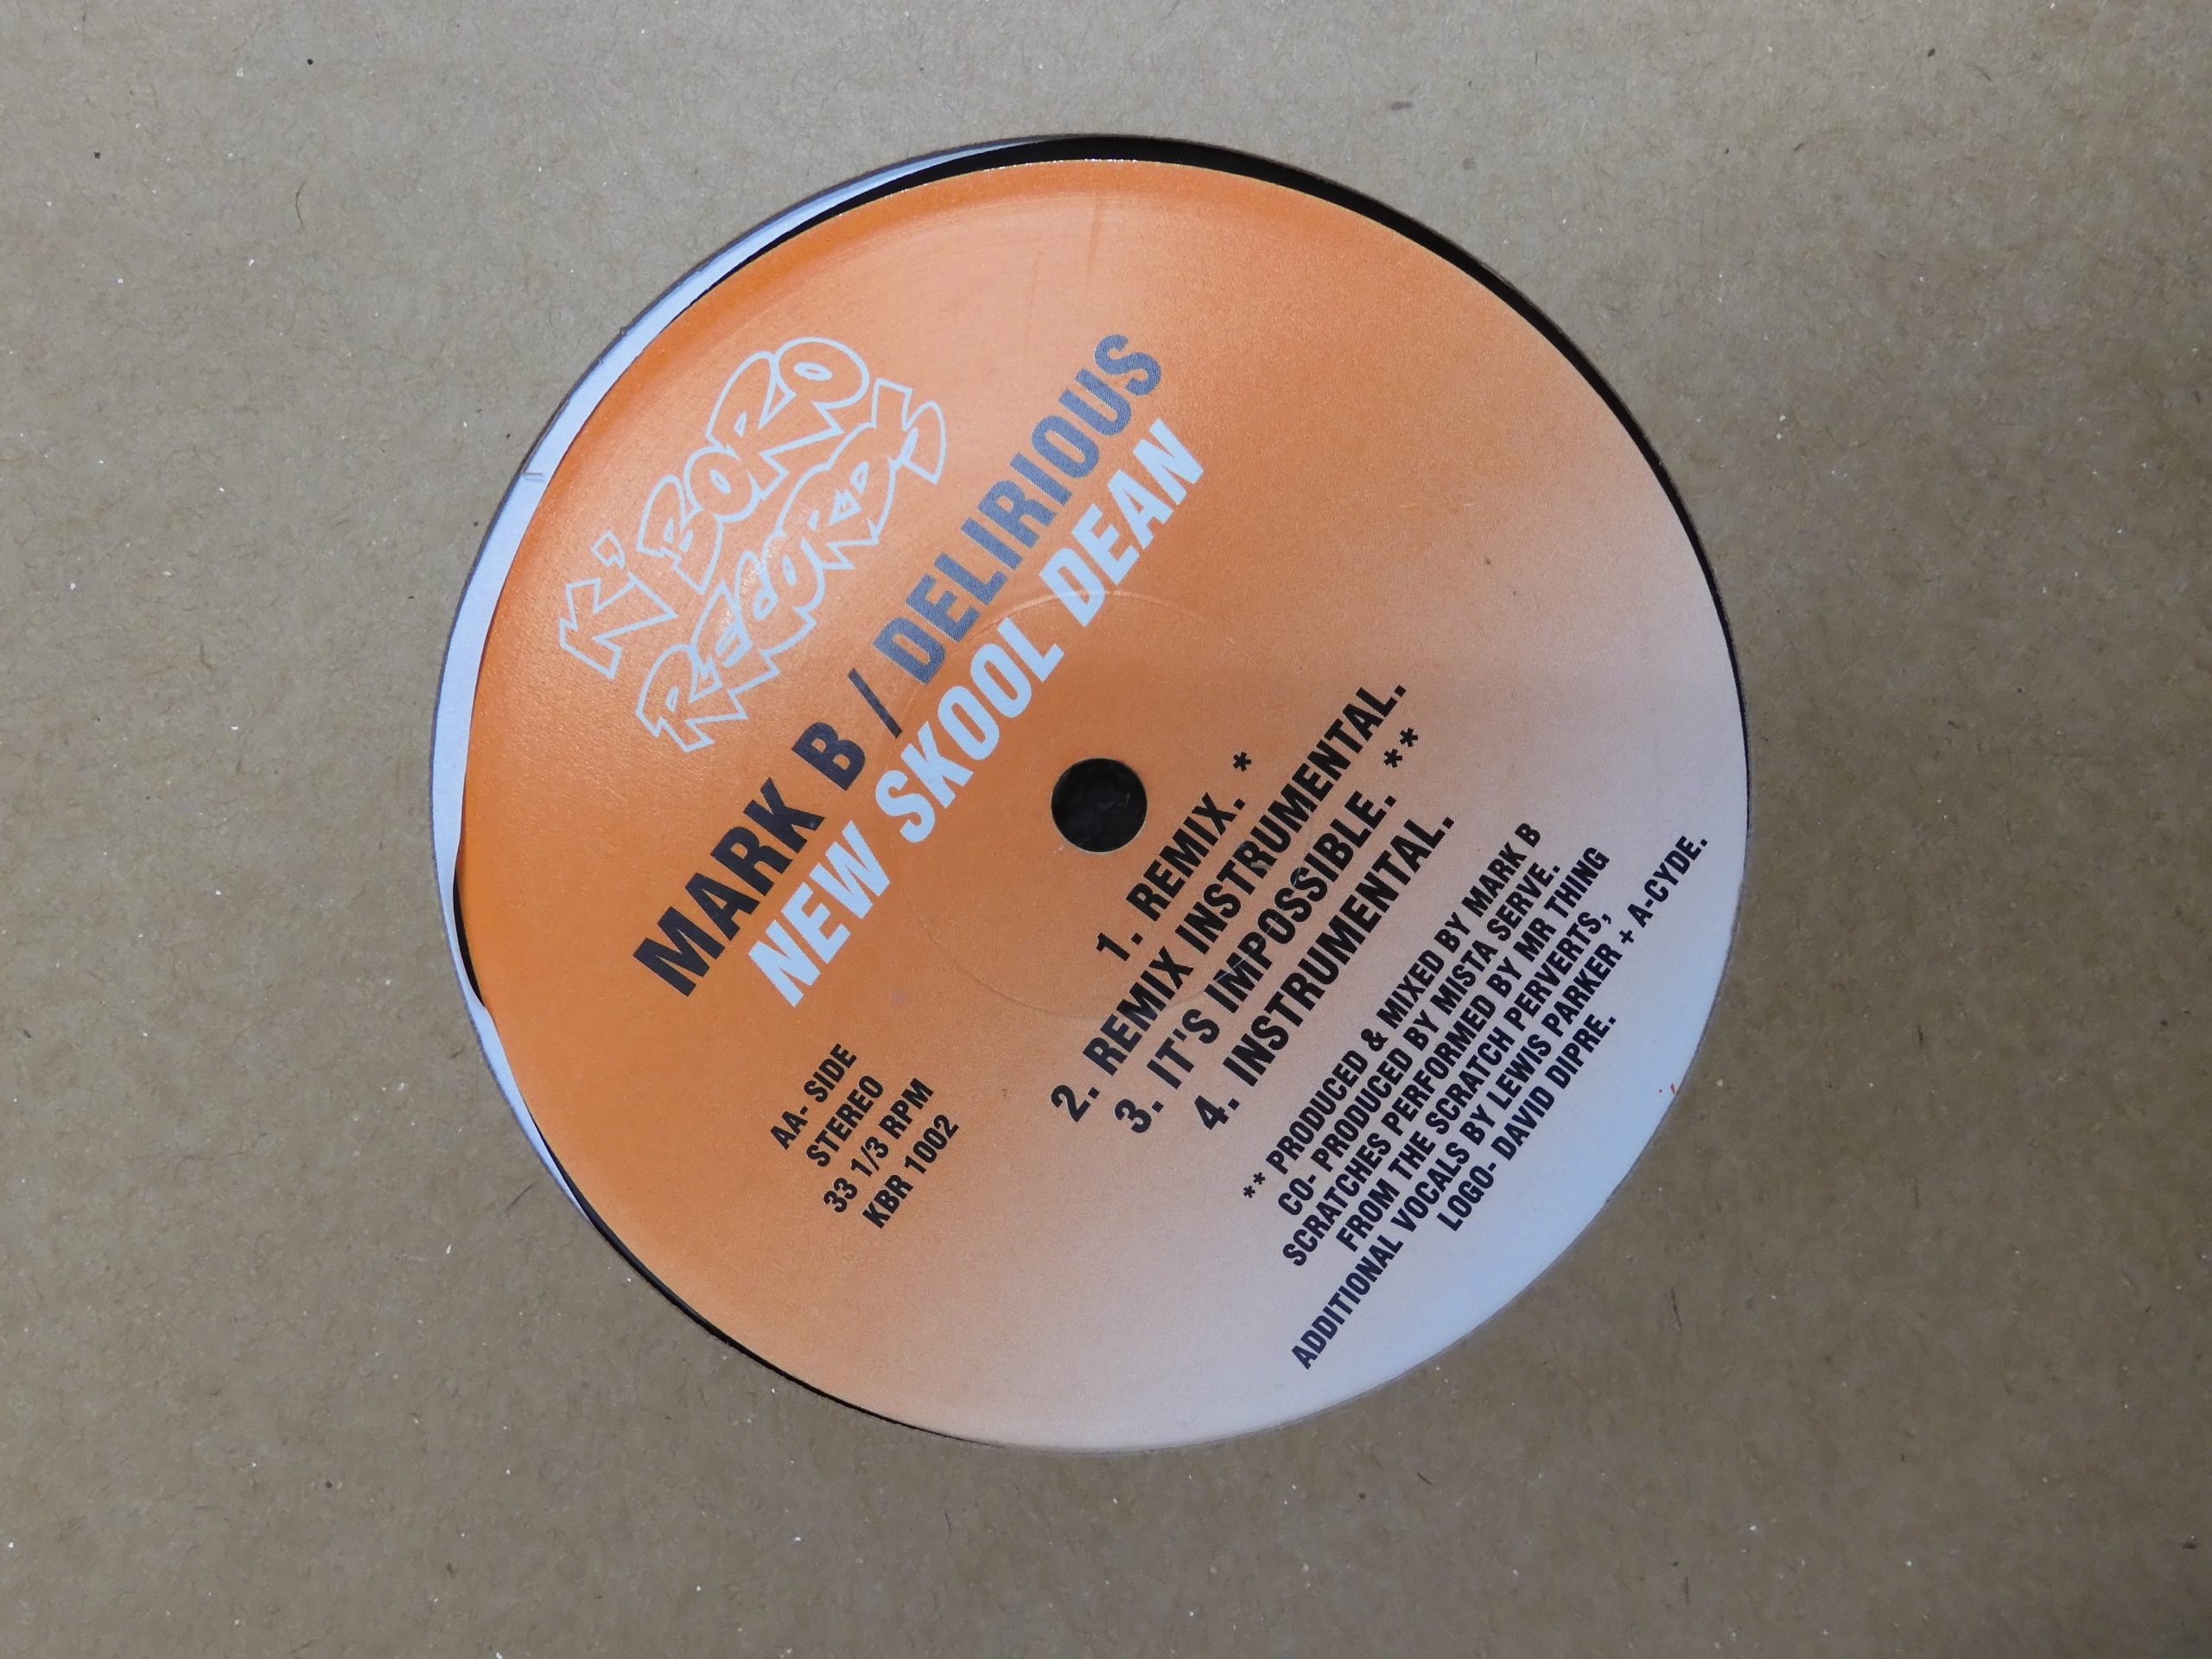 K'BORO
RECORDS
MARK B / DELIRIOUS
NEW SKOOL DEAN
AA- SIDE
STEREO
33 1/3 RPM
KBR 1002
1. REMIX. *
2. REMIX INSTRUMENTAL.
3. IT'S IMPOSSIBLE. **
4. INSTRUMENTAL.
** PRODUCED & MIXED BY MARK B
CO- PRODUCED BY MISTA SERVE.
SCRATCHES PERFORMED BY MR THING
FROM THE SCRATCH PERVERTS,
ADDITIONAL VOCALS BY LEWIS PARKER + A-CYDE.
LOGO- DAVID DIPRE.